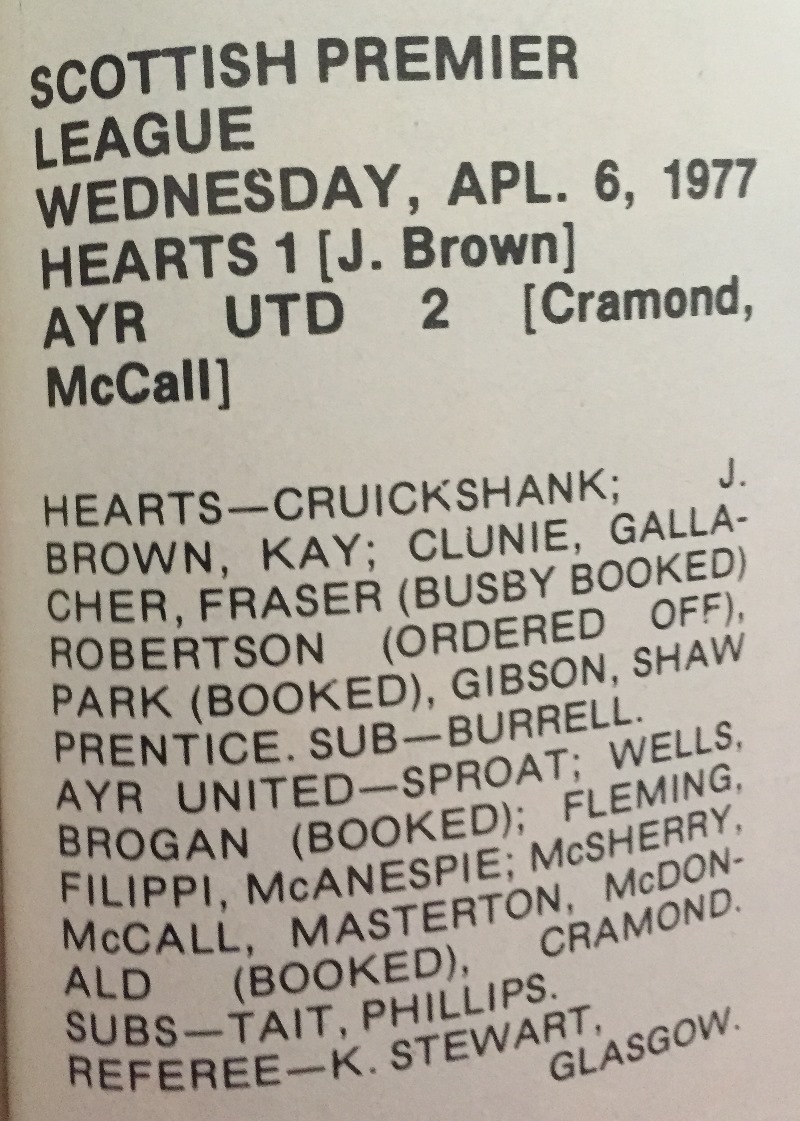 SCOTTISH PREMIER
LEAGUE
WEDNESDAY, APL. 6, 1977
HEARTS 1 [J. Brown]
AYR UTD 2 [Cramond,
McCall]
HEARTS—CRUICKSHANK; J.
BROWN, KAY; CLUNIE, GALLA-
CHER, FRASER (BUSBY BOOKED)
ROBERTSON (ORDERED OFF),
PARK (BOOKED), GIBSON, SHAW
PRENTICE. SUB—BURRELL.
AYR UNITED—SPROAT; WELLS,
BROGAN (BOOKED); FLEMING,
FILIPPI, McANESPIE; McSHERRY,
McCALL, MASTERTON, McDON-
ALD (BOOKED), CRAMOND.
SUBS—TAIT, PHILLIPS.
REFEREE—K. STEWART,
GLASGOW.